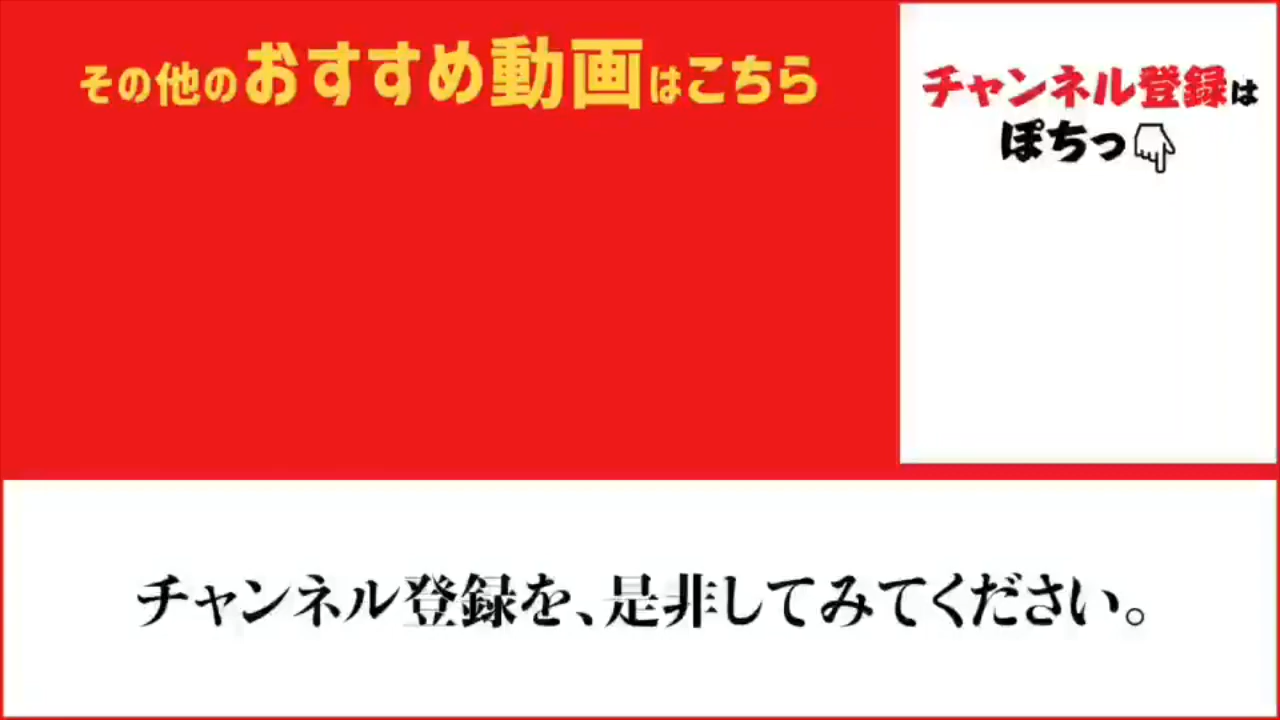 その他のおすすめ動画はこちら
チャンネル登録は
ぽちっ👇
チャンネル登録を、是非してみてください。